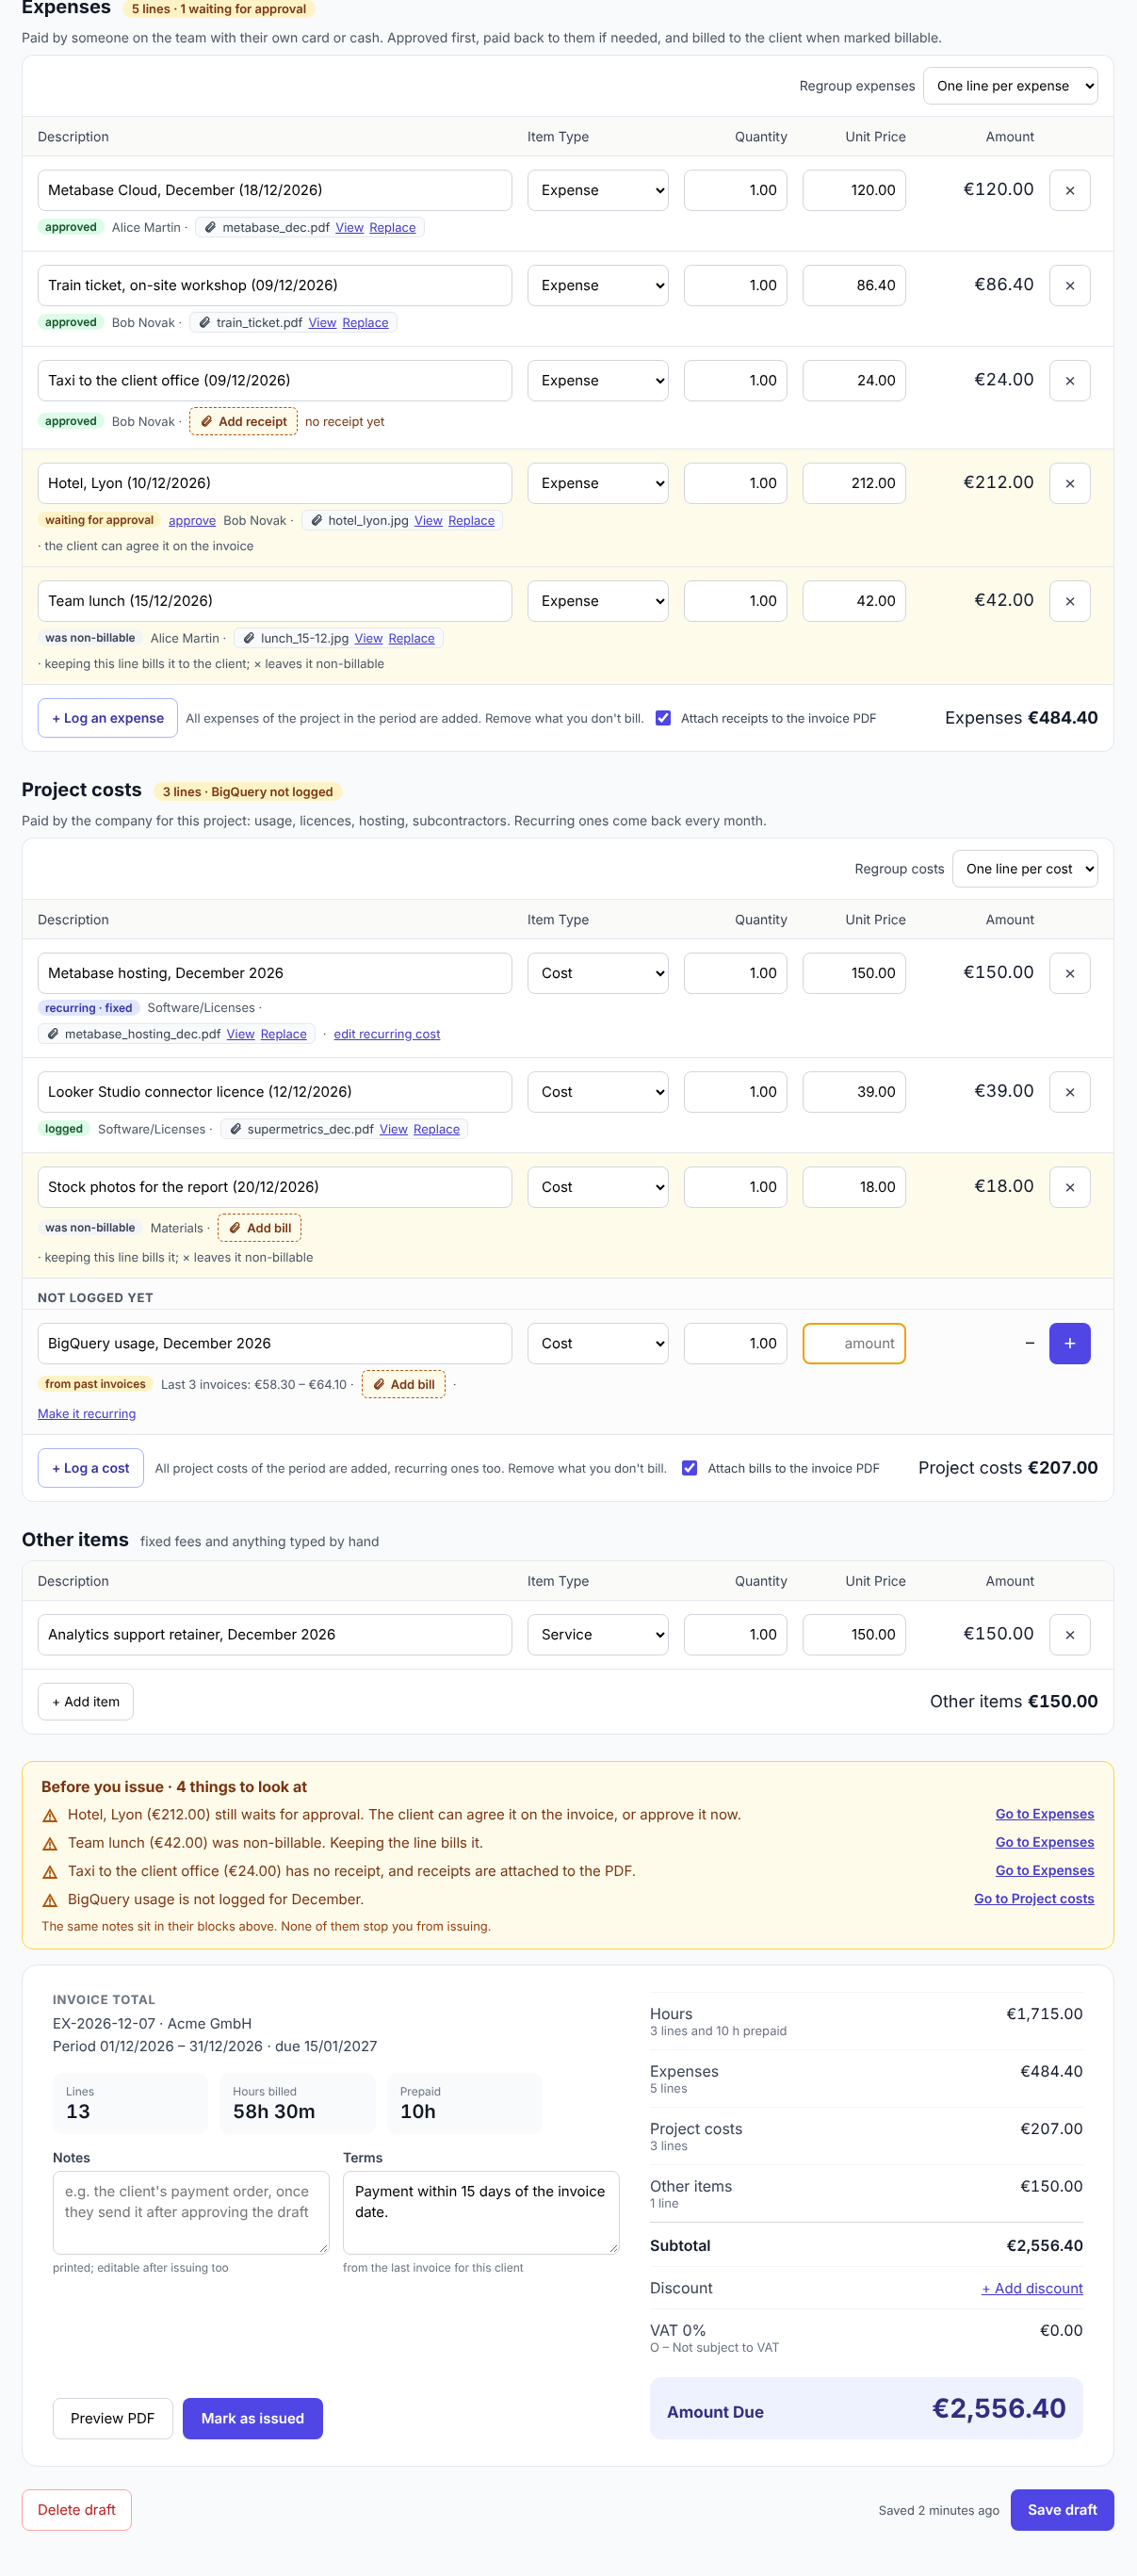 Expenses 5 lines · 1 waiting for approval
Paid by someone on the team with their own card or cash. Approved first, paid back to them if needed, and billed to the client when marked billable.
Regroup expenses One line per expense
Description Item Type Quantity Unit Price Amount
Metabase Cloud, December (18/12/2026) Expense 1.00 120.00 €120.00 ×
approved Alice Martin · metabase_dec.pdf View Replace
Train ticket, on-site workshop (09/12/2026) Expense 1.00 86.40 €86.40 ×
approved Bob Novak · train_ticket.pdf View Replace
Taxi to the client office (09/12/2026) Expense 1.00 24.00 €24.00 ×
approved Bob Novak · Add receipt no receipt yet
Hotel, Lyon (10/12/2026) Expense 1.00 212.00 €212.00 ×
waiting for approval approve Bob Novak · hotel_lyon.jpg View Replace
· the client can agree it on the invoice
Team lunch (15/12/2026) Expense 1.00 42.00 €42.00 ×
was non-billable Alice Martin · lunch_15-12.jpg View Replace
· keeping this line bills it to the client; × leaves it non-billable
+ Log an expense All expenses of the project in the period are added. Remove what you don't bill. Attach receipts to the invoice PDF Expenses €484.40
Project costs 3 lines · BigQuery not logged
Paid by the company for this project: usage, licences, hosting, subcontractors. Recurring ones come back every month.
Regroup costs One line per cost
Description Item Type Quantity Unit Price Amount
Metabase hosting, December 2026 Cost 1.00 150.00 €150.00 ×
recurring · fixed Software/Licenses ·
metabase_hosting_dec.pdf View Replace · edit recurring cost
Looker Studio connector licence (12/12/2026) Cost 1.00 39.00 €39.00 ×
logged Software/Licenses · supermetrics_dec.pdf View Replace
Stock photos for the report (20/12/2026) Cost 1.00 18.00 €18.00 ×
was non-billable Materials · Add bill
· keeping this line bills it; × leaves it non-billable
NOT LOGGED YET
BigQuery usage, December 2026 Cost 1.00 amount – +
from past invoices Last 3 invoices: €58.30 – €64.10 · Add bill ·
Make it recurring
+ Log a cost All project costs of the period are added, recurring ones too. Remove what you don't bill. Attach bills to the invoice PDF Project costs €207.00
Other items fixed fees and anything typed by hand
Description Item Type Quantity Unit Price Amount
Analytics support retainer, December 2026 Service 1.00 150.00 €150.00 ×
+ Add item Other items €150.00
Before you issue · 4 things to look at
Hotel, Lyon (€212.00) still waits for approval. The client can agree it on the invoice, or approve it now. Go to Expenses
Team lunch (€42.00) was non-billable. Keeping the line bills it. Go to Expenses
Taxi to the client office (€24.00) has no receipt, and receipts are attached to the PDF. Go to Expenses
BigQuery usage is not logged for December. Go to Project costs
The same notes sit in their blocks above. None of them stop you from issuing.
INVOICE TOTAL
EX-2026-12-07 · Acme GmbH
Period 01/12/2026 – 31/12/2026 · due 15/01/2027
Lines Hours billed Prepaid
13 58h 30m 10h
Notes Terms
e.g. the client's payment order, once they send it after approving the draft
Payment within 15 days of the invoice date.
printed; editable after issuing too from the last invoice for this client
Preview PDF Mark as issued
Hours €1,715.00
3 lines and 10 h prepaid
Expenses €484.40
5 lines
Project costs €207.00
3 lines
Other items €150.00
1 line
Subtotal €2,556.40
Discount + Add discount
VAT 0% €0.00
O – Not subject to VAT
Amount Due €2,556.40
Delete draft Saved 2 minutes ago Save draft